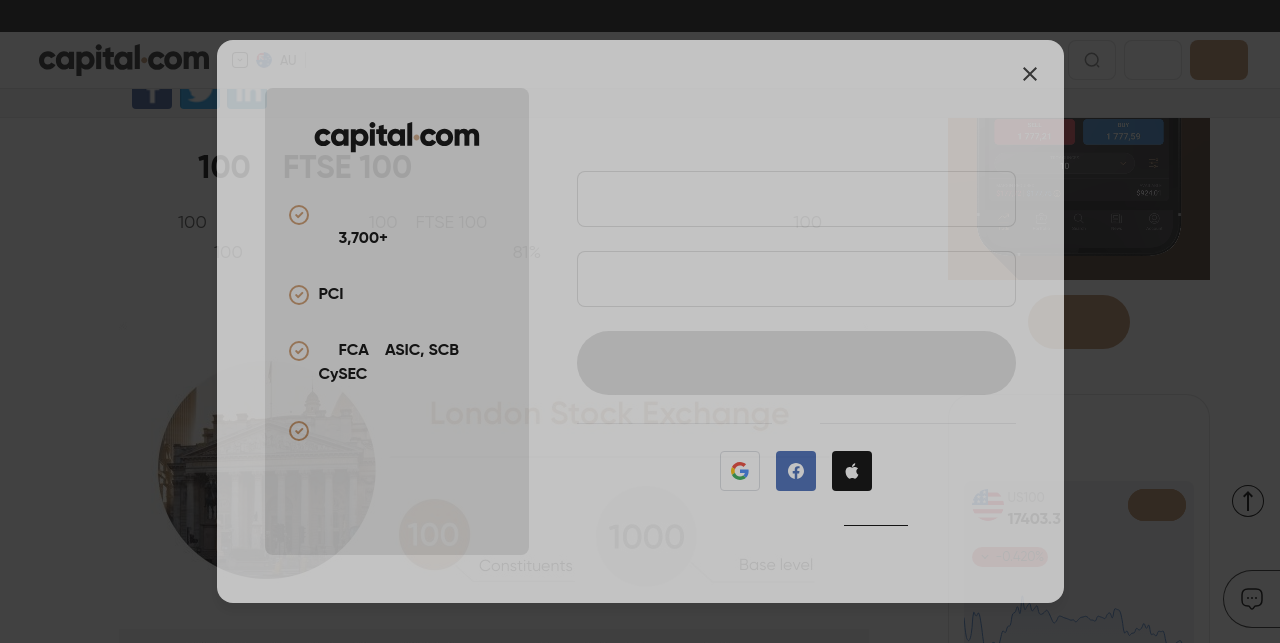 capital.com
AU
capital.com
100 FTSE 100
100 100 FTSE 100 100
3,700+
100 81%
PCI
FCA ASIC, SCB
CySEC
London Stock Exchange
100
1000
Constituents
Base level
BUY
1 777,59
US100
17403.3